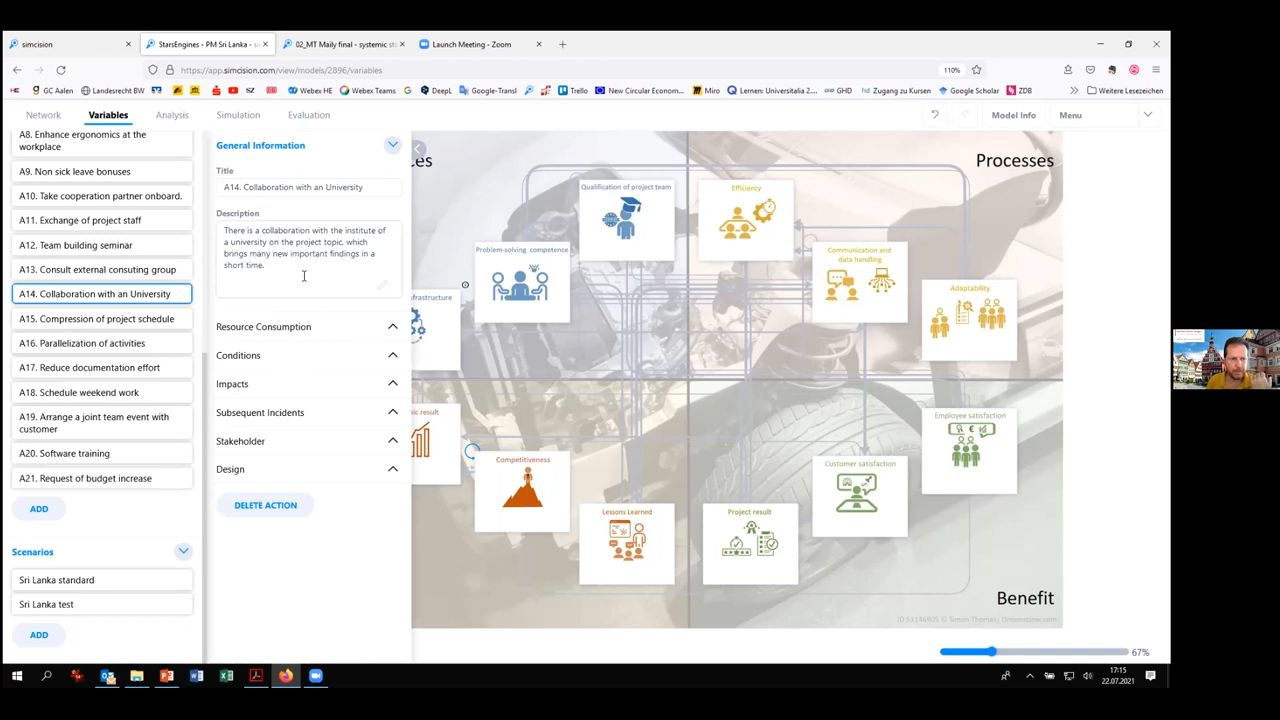 simcision
StarsEngines - PM Sri Lanka - si
02_MT Maily final - systemic st
Launch Meeting - Zoom
https://app.simcision.com/view/models/2896/variables
110%
GC Aalen
Landesrecht BW
SZ
Webex HE
Webex Teams
DeepL
Google-Transl
Trello
New Circular Econom...
Miro
Lernen: Universitalia 2....
GHD
Zugang zu Kursen
Google Scholar
ZDB
Weitere Lesezeichen
Network
Variables
Analysis
Simulation
Evaluation
Model Info
Menu
A8. Enhance ergonomics at the
workplace
A9. Non sick leave bonuses
A10. Take cooperation partner onboard.
A11. Exchange of project staff
A12. Team building seminar
A13. Consult external consuting group
A14. Collaboration with an University
A15. Compression of project schedule
A16. Parallelization of activities
A17. Reduce documentation effort
A18. Schedule weekend work
A19. Arrange a joint team event with
customer
A20. Software training
A21. Request of budget increase
ADD
Scenarios
Sri Lanka standard
Sri Lanka test
ADD
General Information
Title
A14. Collaboration with an University
Description
There is a collaboration with the institute of
a university on the project topic, which
brings many new important findings in a
short time.
Resource Consumption
Conditions
Impacts
Subsequent Incidents
Stakeholder
Design
DELETE ACTION
ces
Processes
Qualification of project team
Efficiency
Problem-solving competence
Communication and
data handling
frastructure
Adaptability
ic result
Employee satisfaction
Competitiveness
Customer satisfaction
Lessons Learned
Project result
Benefit
67%
17:15
22.07.2021